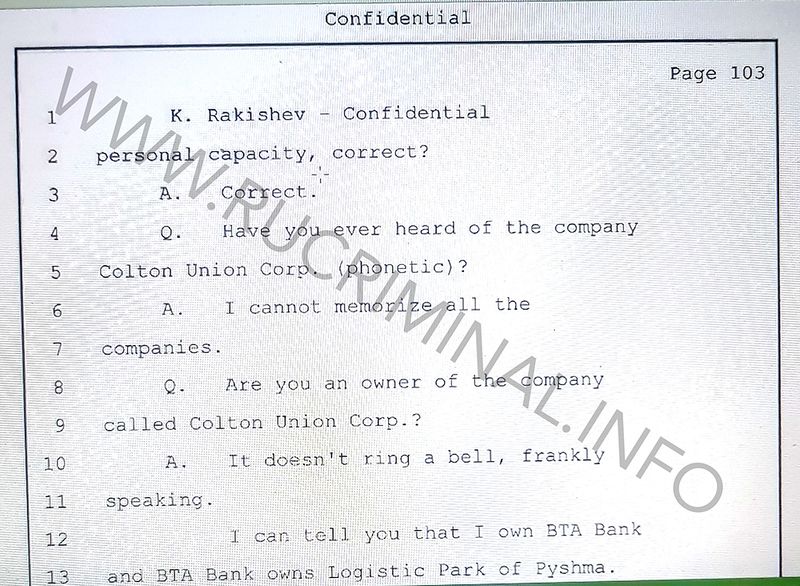 Confidential
Page 103
1 K. Rakishev - Confidential
2 personal capacity, correct?
3 A. Correct.
4 Q. Have you ever heard of the company
5 Colton Union Corp. (phonetic)?
6 A. I cannot memorize all the
7 companies.
8 Q. Are you an owner of the company
9 called Colton Union Corp.?
10 A. It doesn't ring a bell, frankly
11 speaking.
12 I can tell you that I own BTA Bank
13 and BTA Bank owns Logistic Park of Pyshma.
WWW.RUCRIMINAL.INFO